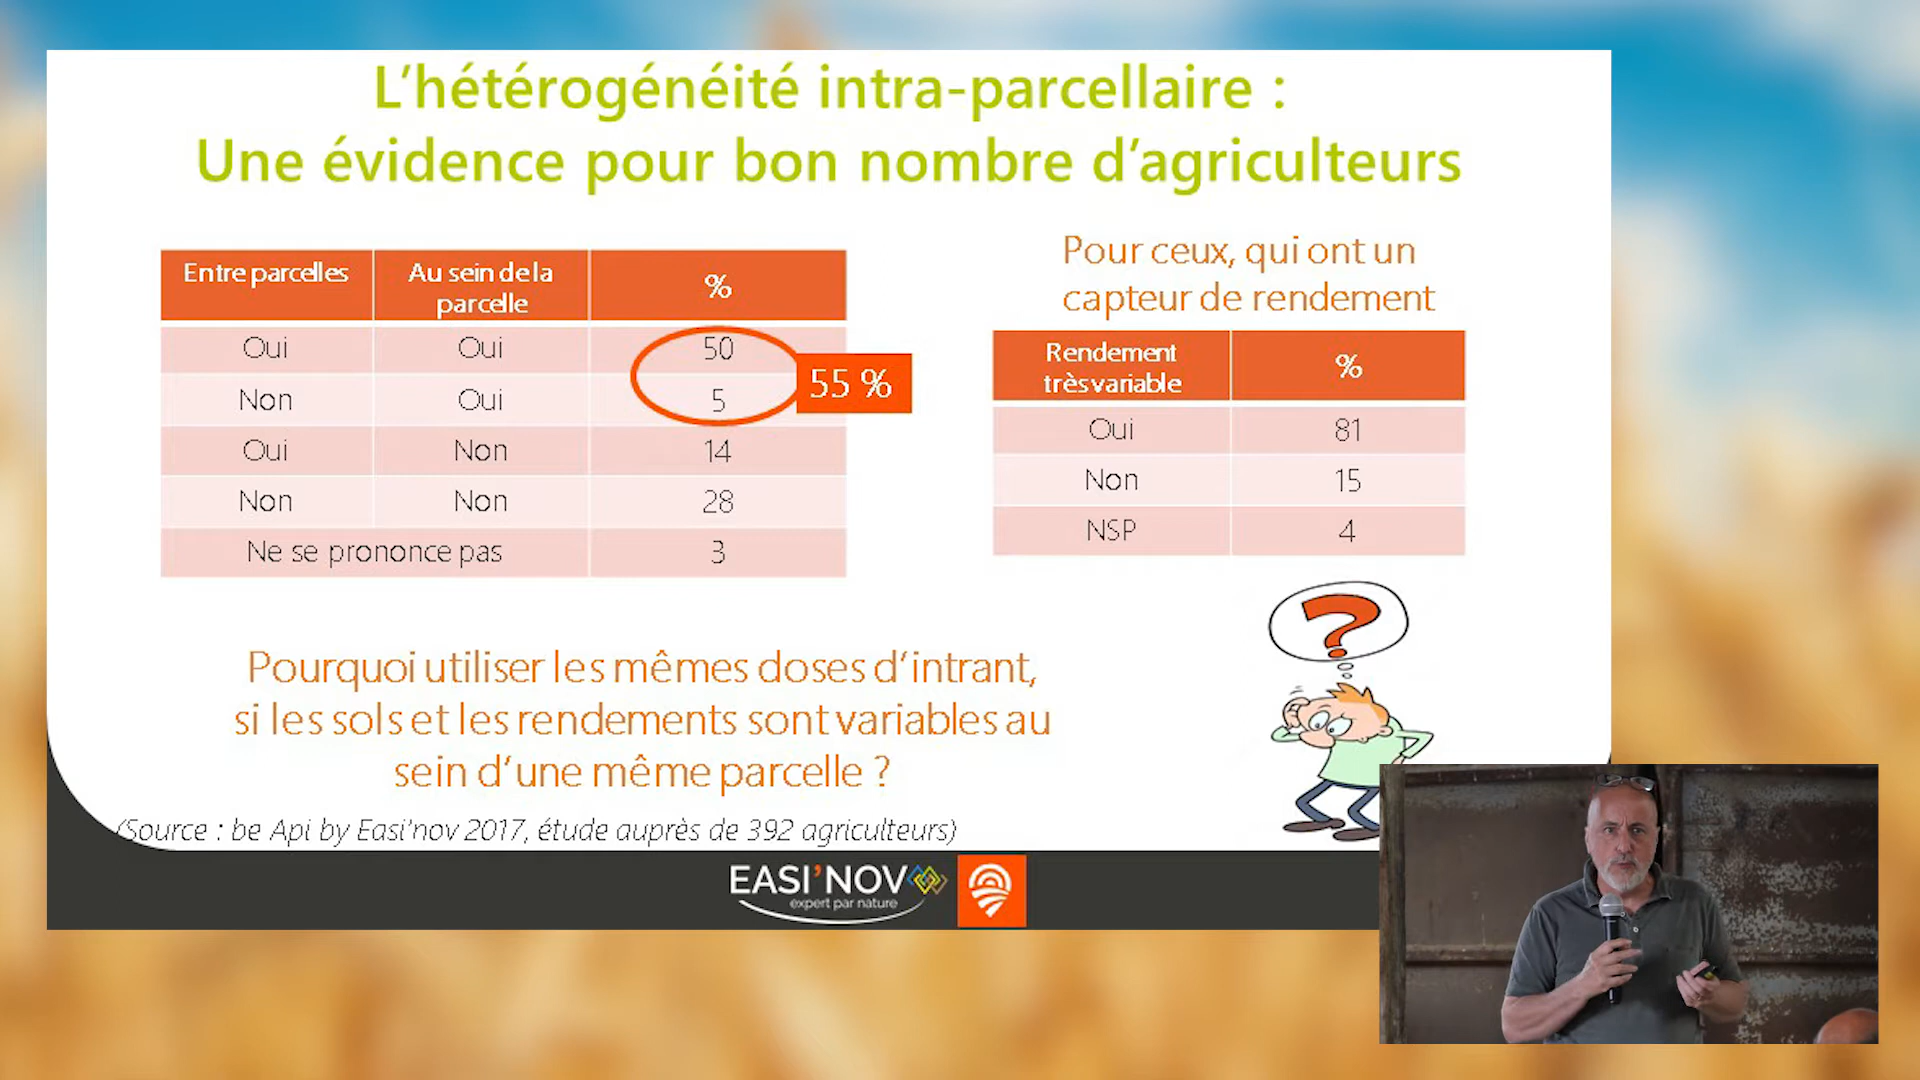 L'hétérogénéité intra-parcellaire :
Une évidence pour bon nombre d'agriculteurs
Entre parcelles
Au sein de la
parcelle
%
Oui
Oui
50
Non
Oui
5
55 %
Oui
Non
14
Non
Non
28
Ne se prononce pas
3
Pour ceux, qui ont un
capteur de rendement
Rendement
très variable
%
Oui
81
Non
15
NSP
4
?
Pourquoi utiliser les mêmes doses d'intrant,
si les sols et les rendements sont variables au
sein d'une même parcelle ?
(Source : be Api by Easi'nov 2017, étude auprès de 392 agriculteurs)
EASI'NOV
expert par nature